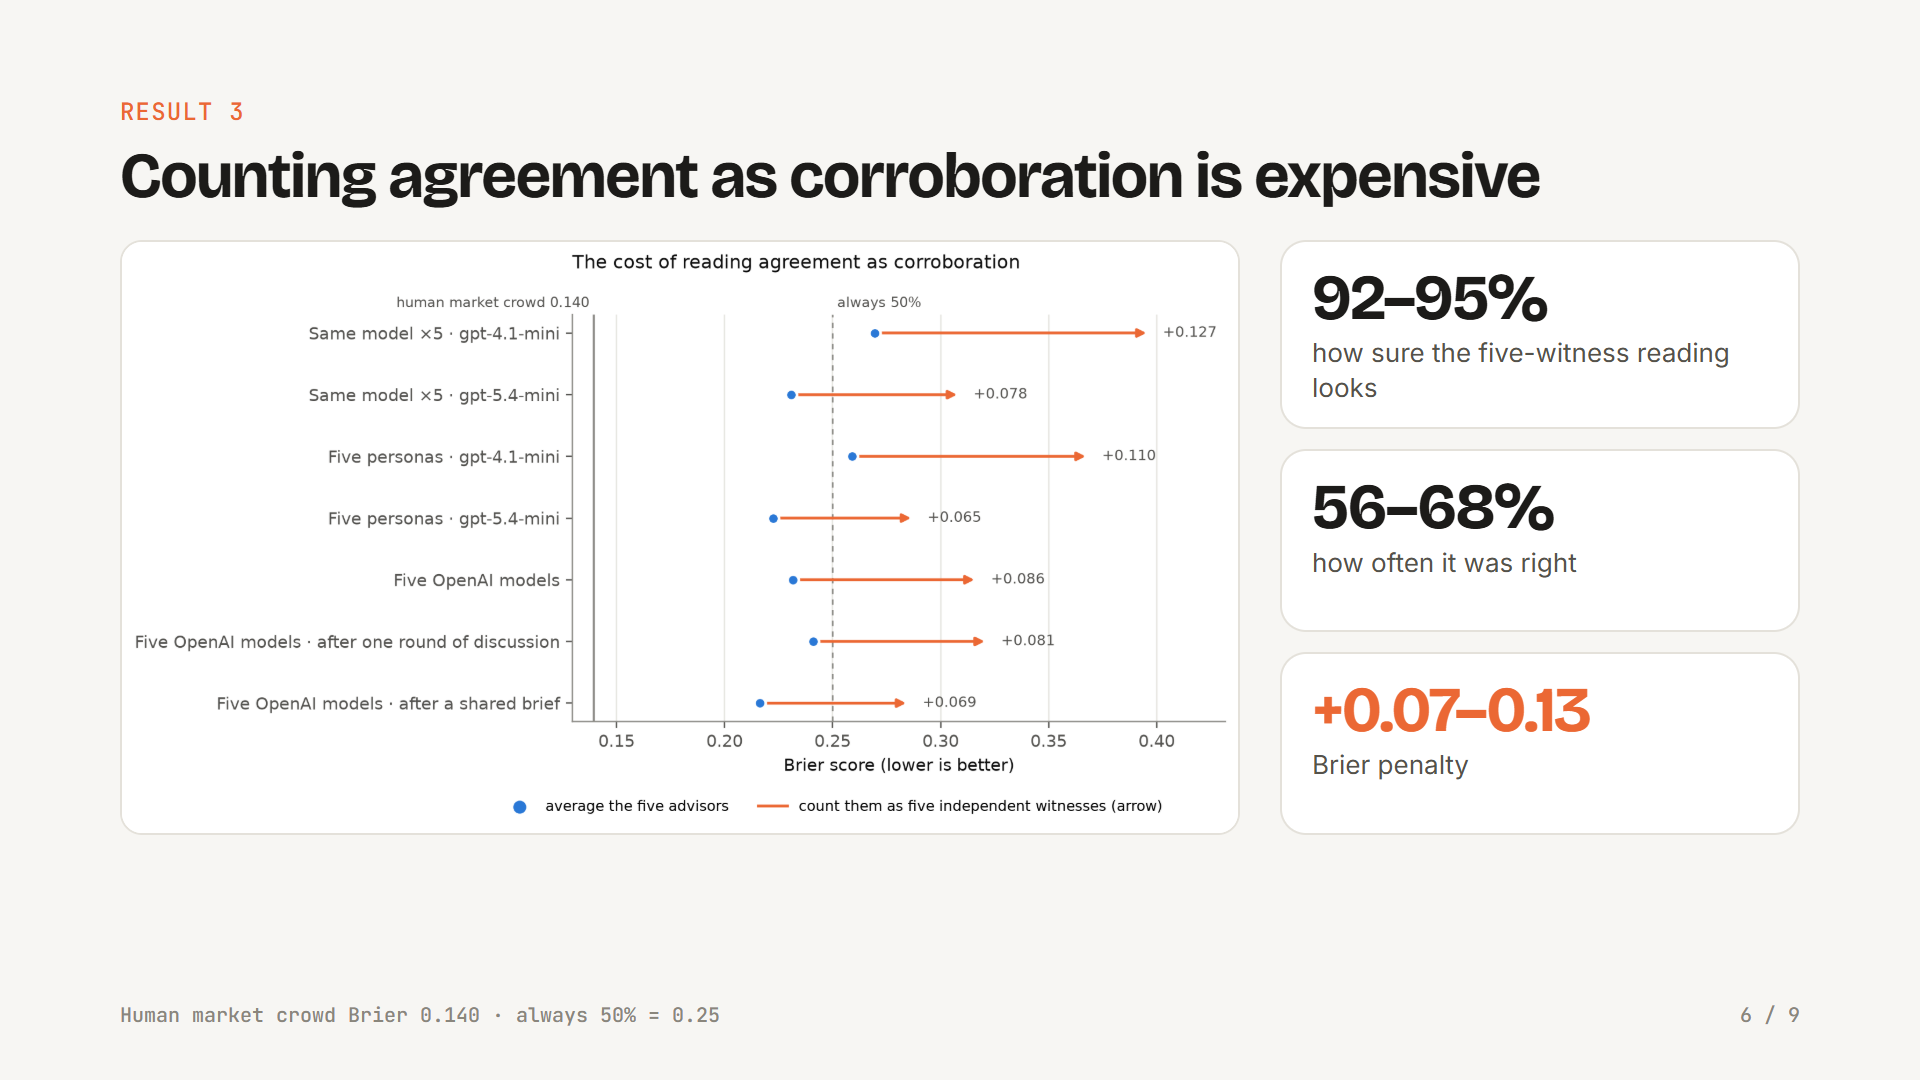 RESULT 3
Counting agreement as corroboration is expensive
The cost of reading agreement as corroboration
human market crowd 0.140
always 50%
Same model ×5 · gpt-4.1-mini
+0.127
Same model ×5 · gpt-5.4-mini
+0.078
Five personas · gpt-4.1-mini
+0.110
Five personas · gpt-5.4-mini
+0.065
Five OpenAI models
+0.086
Five OpenAI models · after one round of discussion
+0.081
Five OpenAI models · after a shared brief
+0.069
0.15 0.20 0.25 0.30 0.35 0.40
Brier score (lower is better)
average the five advisors
count them as five independent witnesses (arrow)
92–95%
how sure the five-witness reading
looks
56–68%
how often it was right
+0.07–0.13
Brier penalty
Human market crowd Brier 0.140 · always 50% = 0.25
6 / 9